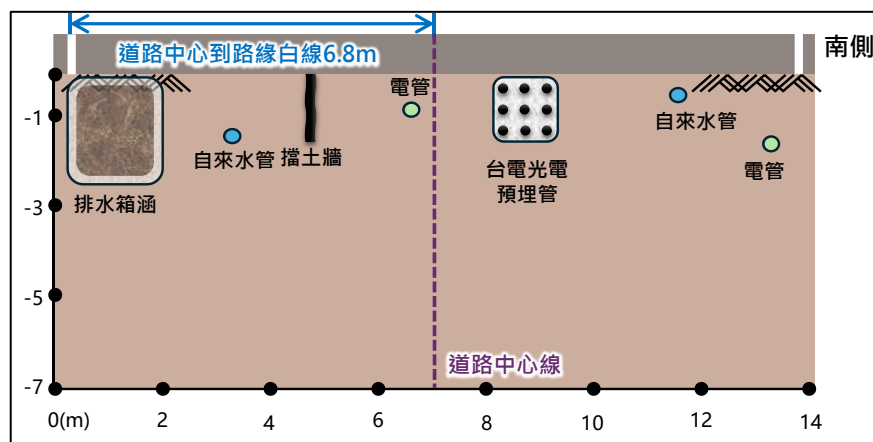 道路中心到路緣白線6.8m
南側
電管
-1
自來水管
擋土牆
自來水管
台電光電
預埋管
電管
排水箱涵
-3
-5
道路中心線
-7
0(m)
2
4
6
8
10
12
14